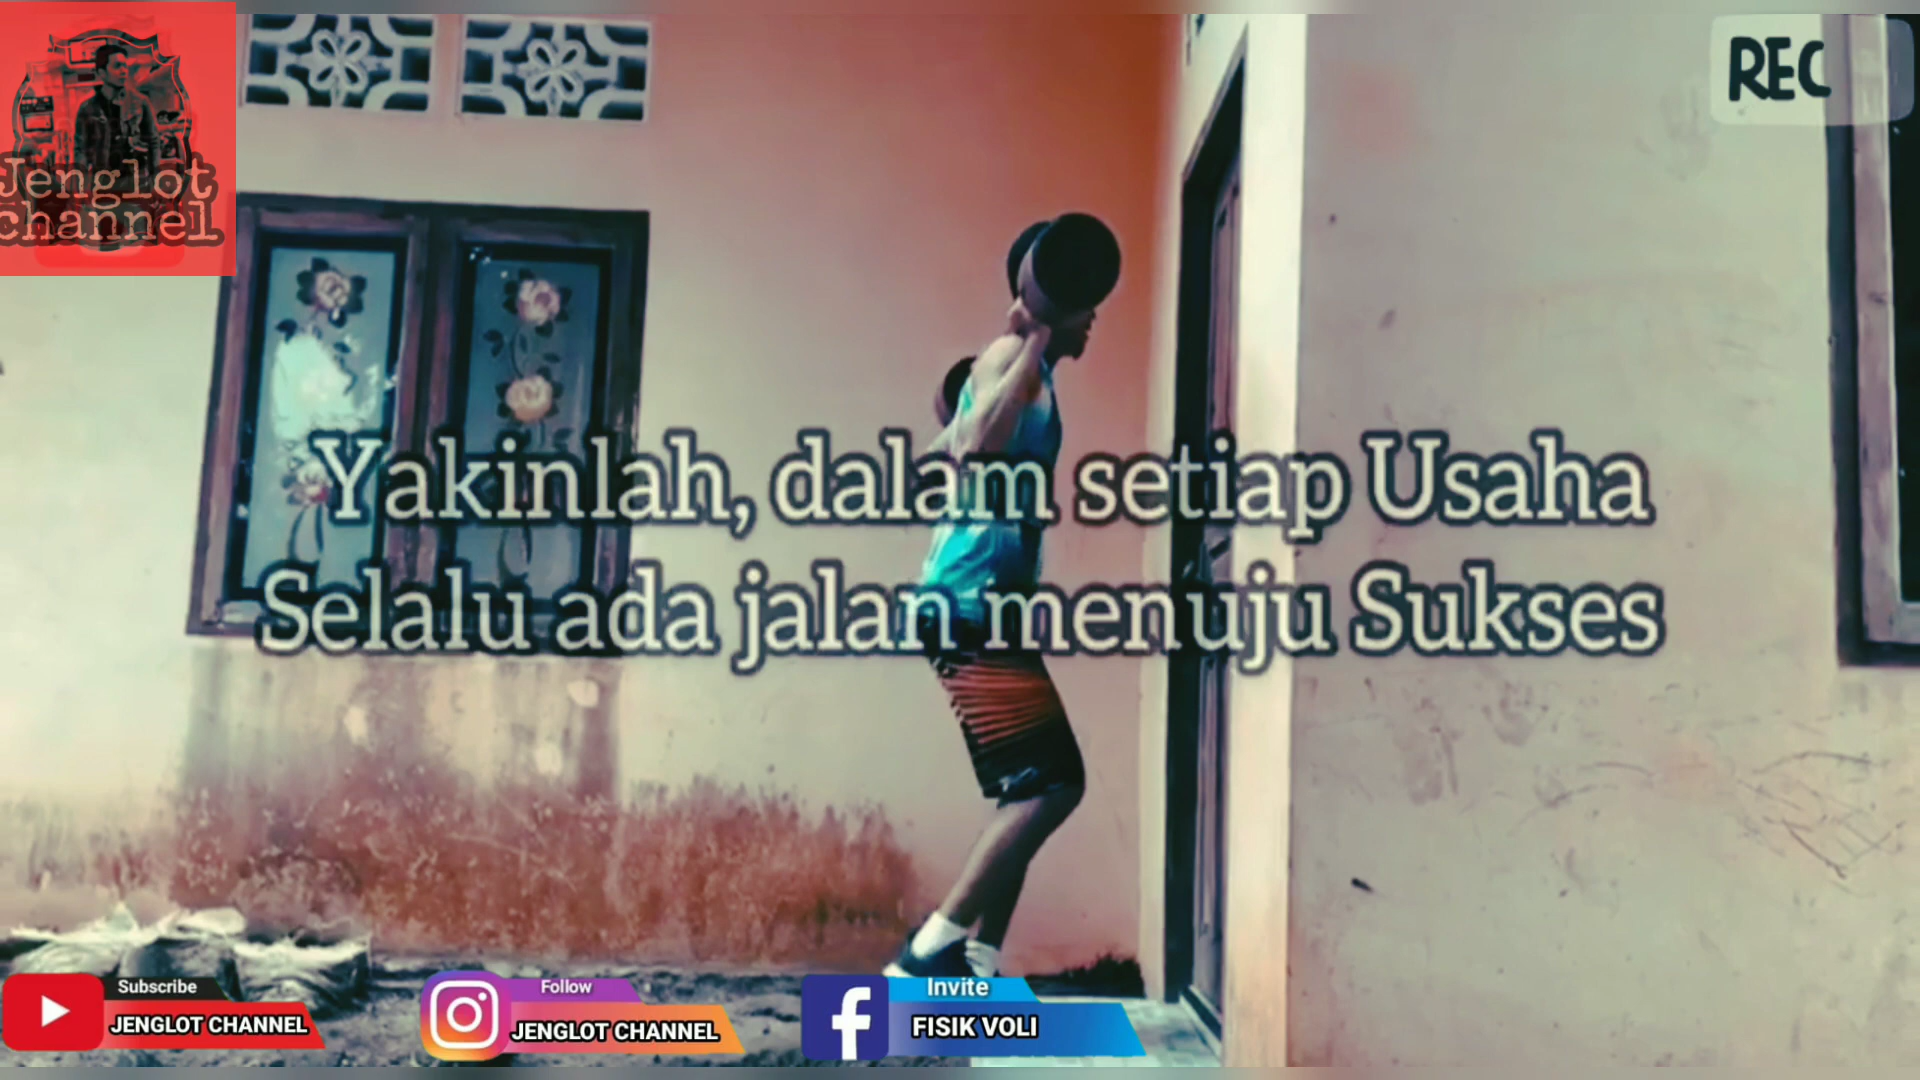 Jenglot
channel
REC
Yakinlah, dalam setiap Usaha
Selalu ada jalan menuju Sukses
Subscribe
JENGLOT CHANNEL
Follow
JENGLOT CHANNEL
Invite
FISIK VOLI